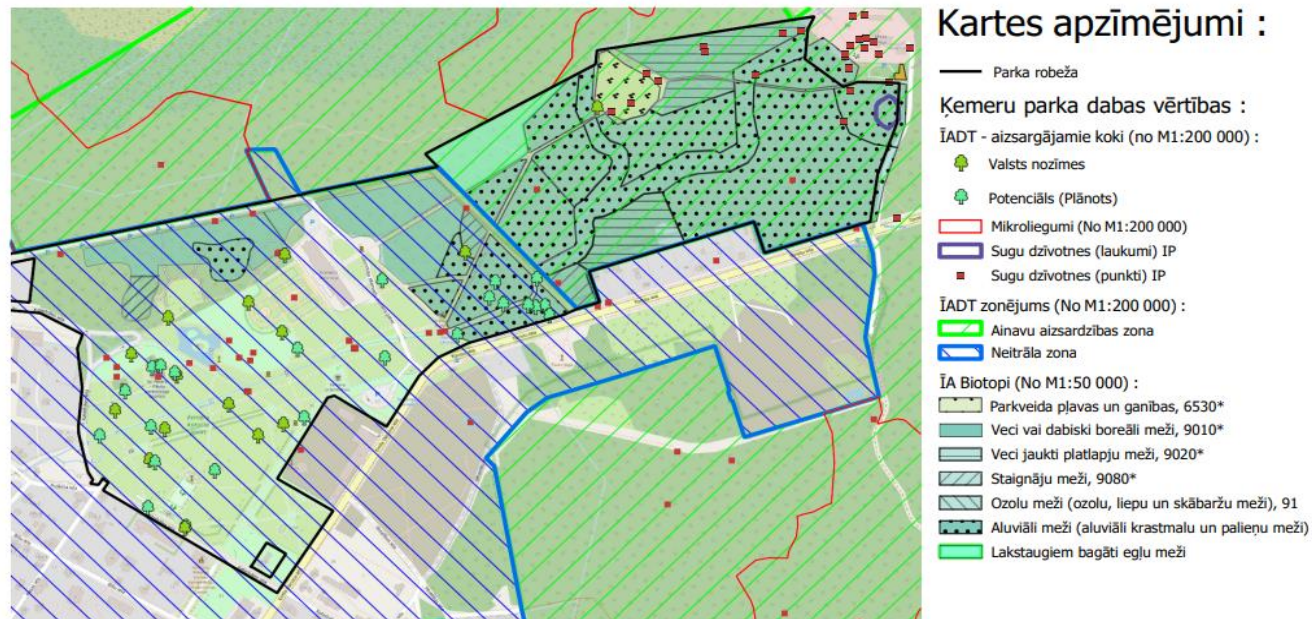 Kartes apzīmējumi :
Parka robeža
Ķemeru parka dabas vērtības :
ĪADT - aizsargājamie koki (no M1:200 000) :
Valsts nozīmes
Potenciāls (Plānots)
Mikroliegumi (No M1:200 000)
Sugu dzīvotnes (laukumi) IP
Sugu dzīvotnes (punkti) IP
ĪADT zonējums (No M1:200 000) :
Ainavu aizsardzības zona
Neitrāla zona
ĪA Biotopi (No M1:50 000) :
Parkveida pļavas un ganības, 6530*
Veci vai dabiski boreāli meži, 9010*
Veci jaukti platlapju meži, 9020*
Staignāju meži, 9080*
Ozolu meži (ozolu, liepu un skābaržu meži), 91
Aluviāli meži (aluviāli krastmalu un palieņu meži)
Lakstaugiem bagāti egļu meži